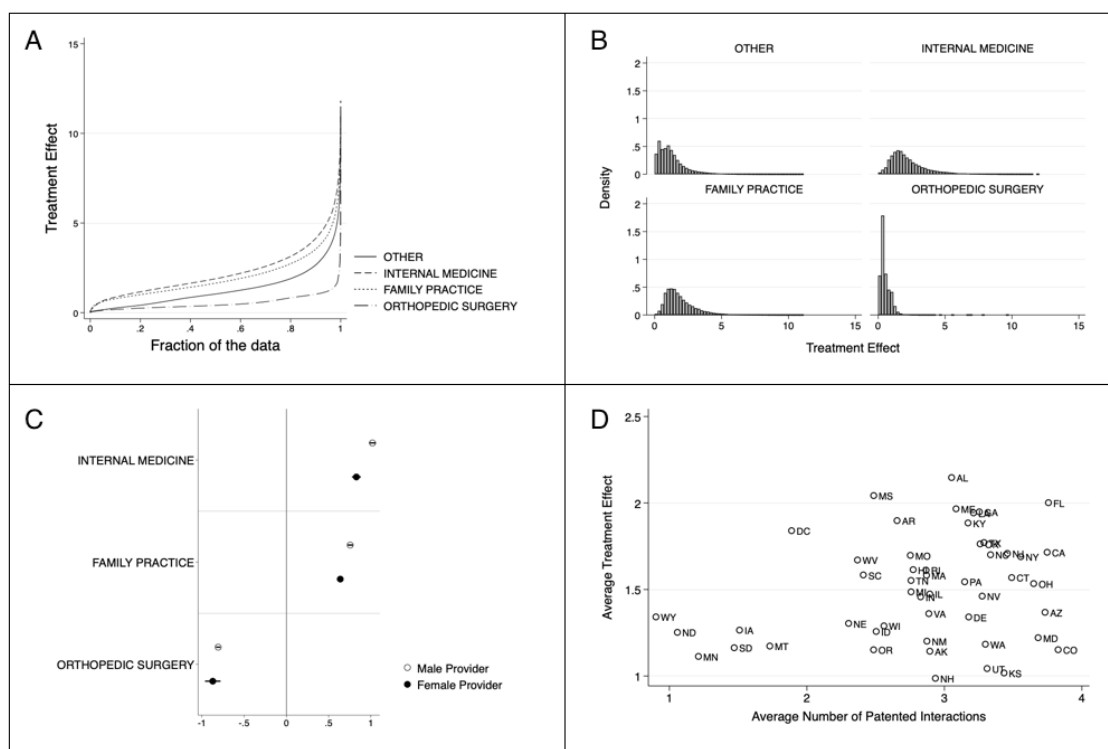 A
15
10
5
0
Treatment Effect
0 .2 .4 .6 .8 1
Fraction of the data
OTHER
INTERNAL MEDICINE
FAMILY PRACTICE
ORTHOPEDIC SURGERY
B
OTHER INTERNAL MEDICINE
2
1.5
1
.5
0
FAMILY PRACTICE ORTHOPEDIC SURGERY
2
1.5
1
.5
0
Density
0 5 10 15 0 5 10 15
Treatment Effect
C
INTERNAL MEDICINE
FAMILY PRACTICE
ORTHOPEDIC SURGERY
-1 -.5 0 .5 1
Male Provider
Female Provider
D
2.5
2
1.5
1
Average Treatment Effect
AL
MS
FL
AR
KY
DC
MO
CA
NY
WV
SC
MA
TN
CT
PA
OH
IL
IN
NV
VA
AZ
WY
DE
NE
WI
ND
IA
ID
MD
NM
MT
SD
OR
AK
WA
CO
MN
UT
KS
NH
1 2 3 4
Average Number of Patented Interactions